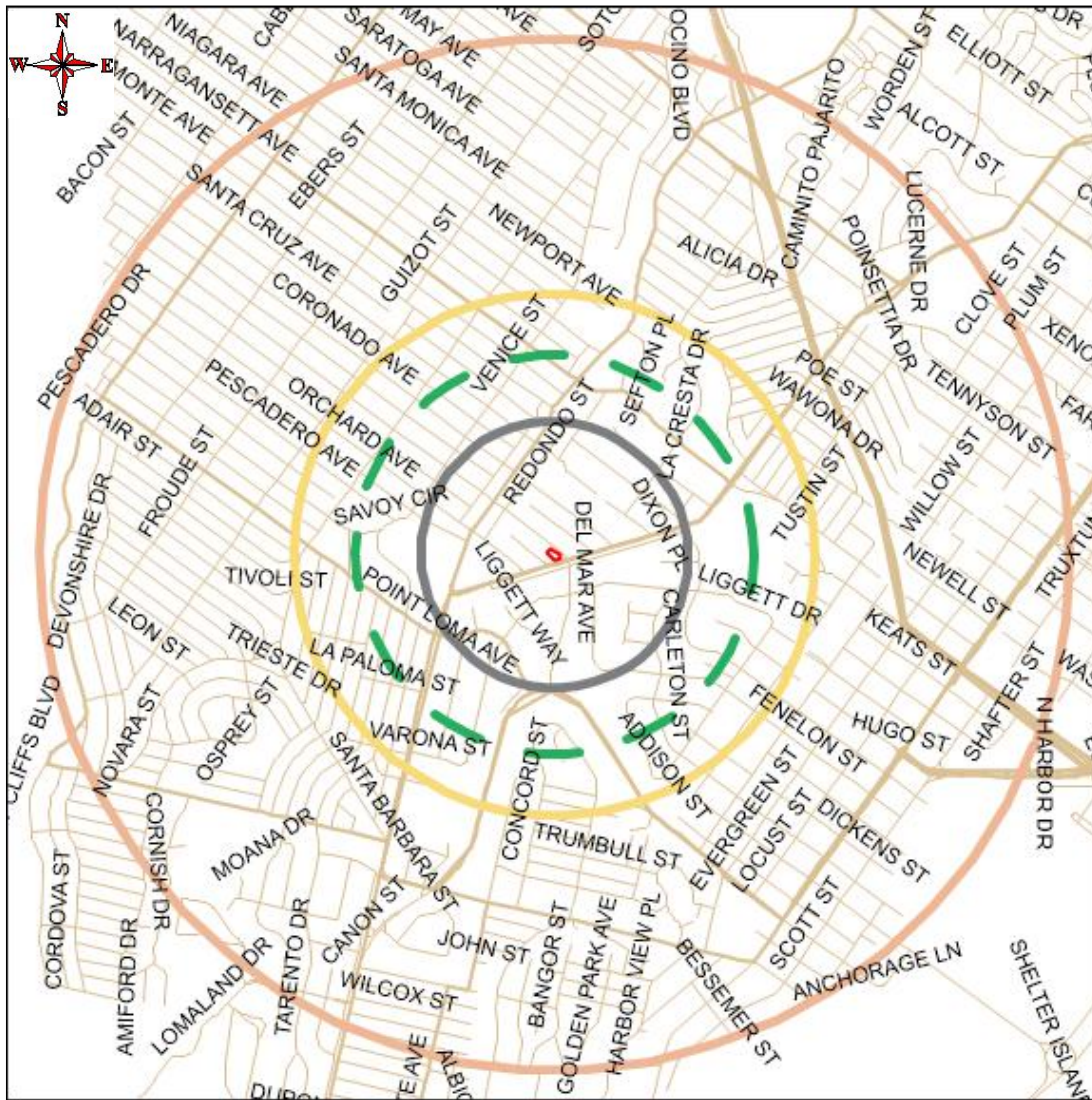 N
W
E
S
NIAGARA AVE
NARRAGANSETT AVE
MONTE AVE
SARATOGA AVE
MAY AVE
SANTA MONICA AVE
OCINO BLVD
WORDEN ST
ELLIOTT ST
ALCOTT ST
BACON ST
EBERS ST
CAMINITO PAJARITO
SANTA CRUZ AVE
GUIZOT ST
NEWPORT AVE
ALICIA DR
LUCERNE DR
POINSETTIA DR
CLOVE ST
PLUM ST
PESCADERO DR
CORONADO AVE
VENICE ST
SEFTON PL
LA CRESTA DR
POE ST
WAWONA DR
TENNYSON ST
ADAIR ST
PESCADERO AVE
ORCHARD AVE
REDONDO ST
FROUDE ST
SAVOY CIR
DIXON PL
TUSTIN ST
WILLOW ST
DEVONSHIRE DR
DEL MAR AVE
TIVOLI ST
POINT LOMA AVE
LIGGETT WAY
LIGGETT DR
NEWELL ST
LEON ST
TRIESTE DR
LA PALOMA ST
CARLETON ST
KEATS ST
CLIFFS BLVD
NOVARA ST
OSPREY ST
VARONA ST
CONCORD ST
ADDISON ST
FENELON ST
HUGO ST
SHAFTER ST
N HARBOR DR
SANTA BARBARA ST
EVERGREEN ST
LOCUST ST
DICKENS ST
CORNISH DR
MOANA DR
TRUMBULL ST
CORDOVA ST
AMIFORD DR
LOMALAND DR
TARENTO DR
CANON ST
JOHN ST
WILCOX ST
BANGOR ST
GOLDEN PARK AVE
HARBOR VIEW PL
BESSEMER ST
SCOTT ST
ANCHORAGE LN